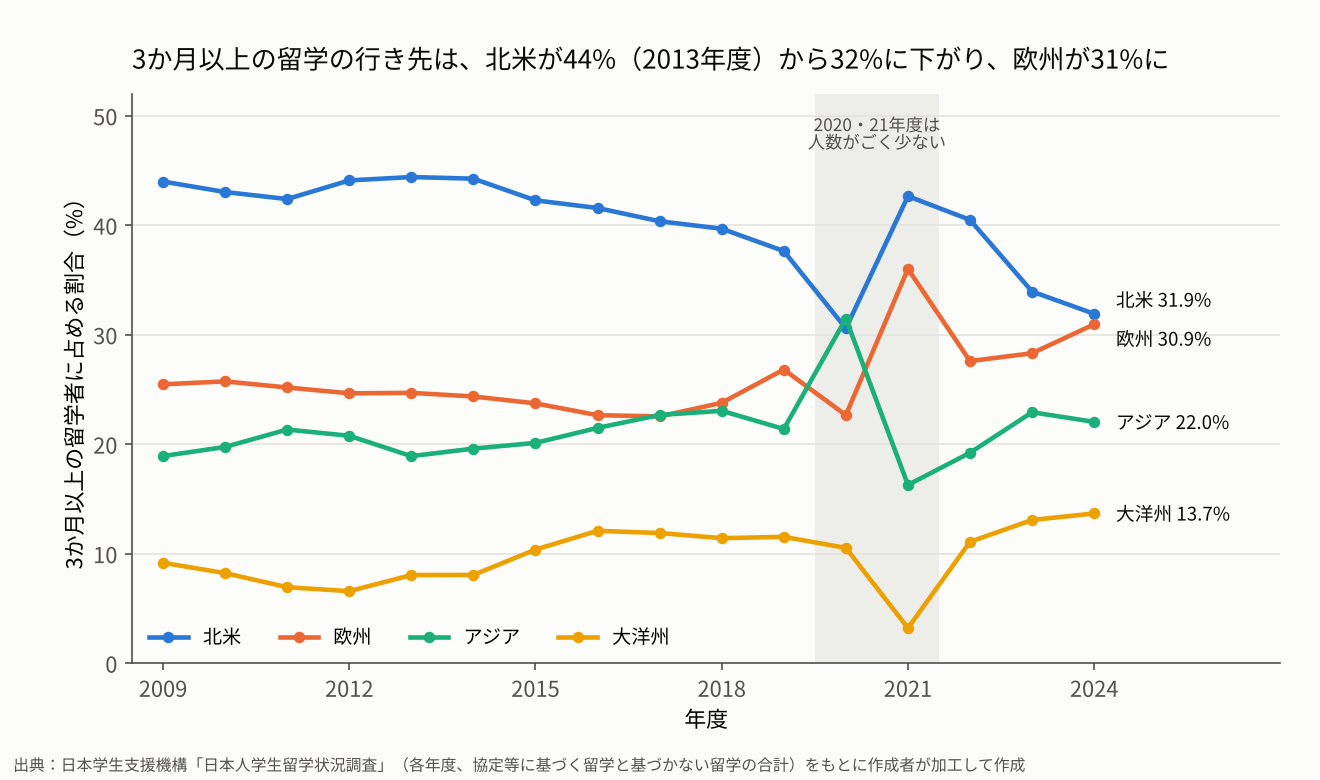 3か月以上の留学の行き先は、北米が44%（2013年度）から32%に下がり、欧州が31%に
3か月以上の留学者に占める割合（%）
50
40
30
20
10
0
2020・21年度は
人数がごく少ない
北米 31.9%
欧州 30.9%
アジア 22.0%
大洋州 13.7%
北米 欧州 アジア 大洋州
2009 2012 2015 2018 2021 2024
年度
出典：日本学生支援機構「日本人学生留学状況調査」（各年度、協定等に基づく留学と基づかない留学の合計）をもとに作成者が加工して作成